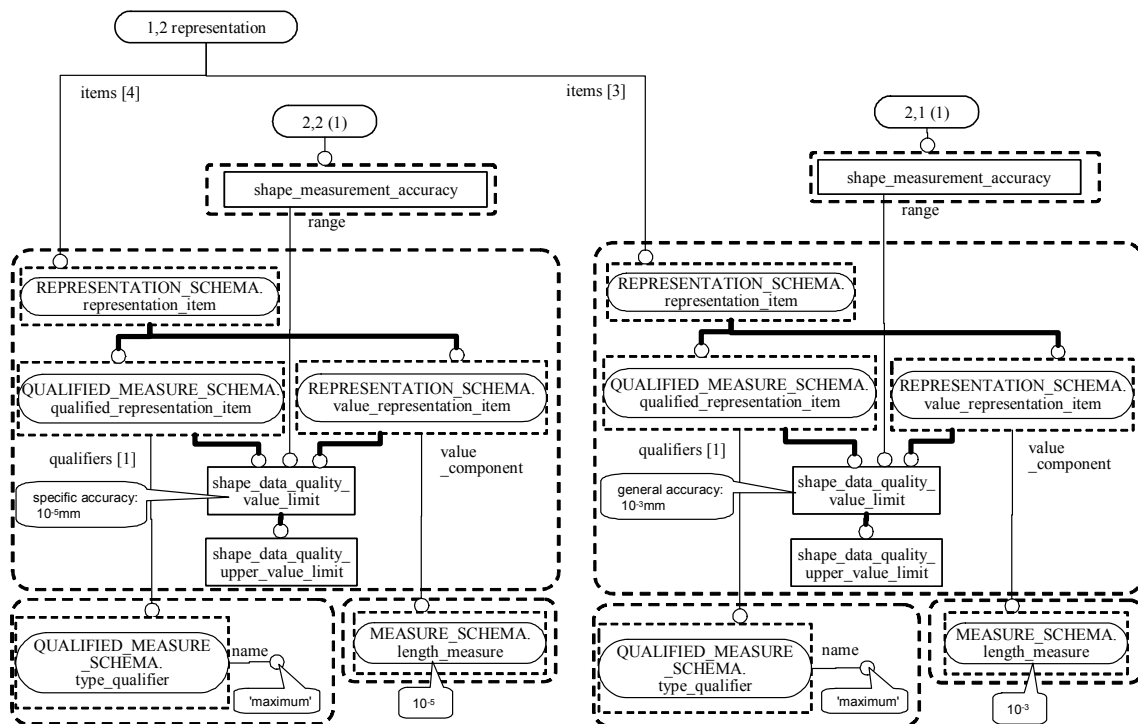 1,2 representation
items [4]
items [3]
2,2 (1)
2,1 (1)
shape_measurement_accuracy
range
shape_measurement_accuracy
range
REPRESENTATION_SCHEMA.
representation_item
QUALIFIED_MEASURE_SCHEMA.
qualified_representation_item
REPRESENTATION_SCHEMA.
value_representation_item
qualifiers [1]
value
_component
specific accuracy:
10⁻⁵mm
shape_data_quality_
value_limit
shape_data_quality_
upper_value_limit
QUALIFIED_MEASURE
_SCHEMA.
type_qualifier
name
'maximum'
MEASURE_SCHEMA.
length_measure
10⁻⁵
REPRESENTATION_SCHEMA.
representation_item
QUALIFIED_MEASURE_SCHEMA.
qualified_representation_item
REPRESENTATION_SCHEMA.
value_representation_item
qualifiers [1]
value
_component
general accuracy:
10⁻³mm
shape_data_quality_
value_limit
shape_data_quality_
upper_value_limit
QUALIFIED_MEASURE
_SCHEMA.
type_qualifier
name
'maximum'
MEASURE_SCHEMA.
length_measure
10⁻³